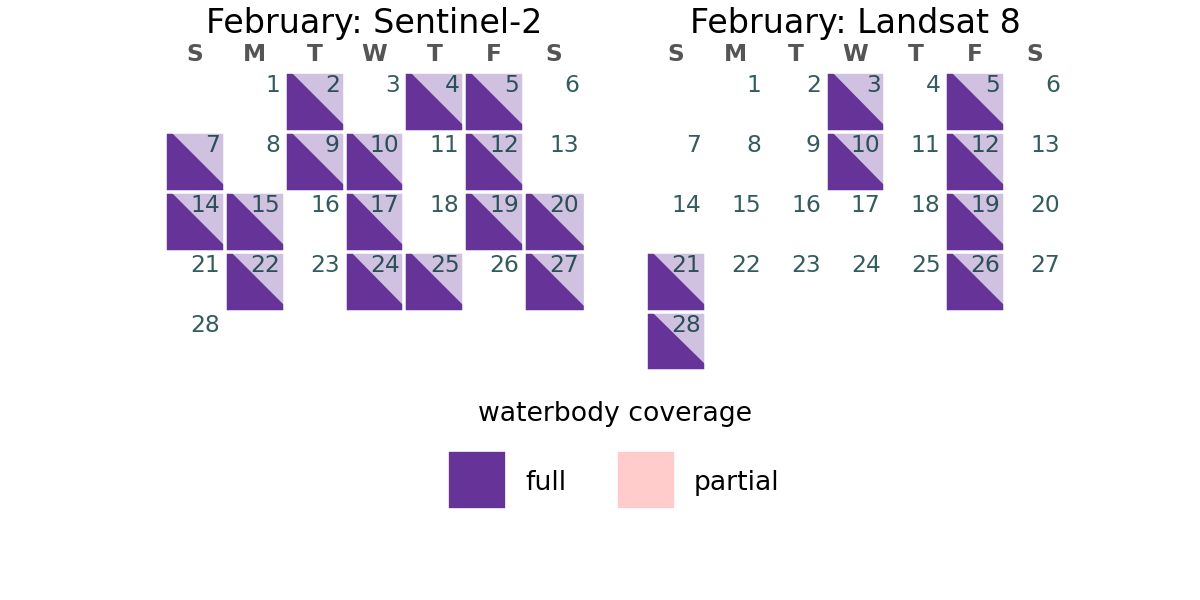 February: Sentinel-2
S M T W T F S
1 2 3 4 5 6
7 8 9 10 11 12 13
14 15 16 17 18 19 20
21 22 23 24 25 26 27
28
February: Landsat 8
S M T W T F S
1 2 3 4 5 6
7 8 9 10 11 12 13
14 15 16 17 18 19 20
21 22 23 24 25 26 27
28
waterbody coverage
full partial